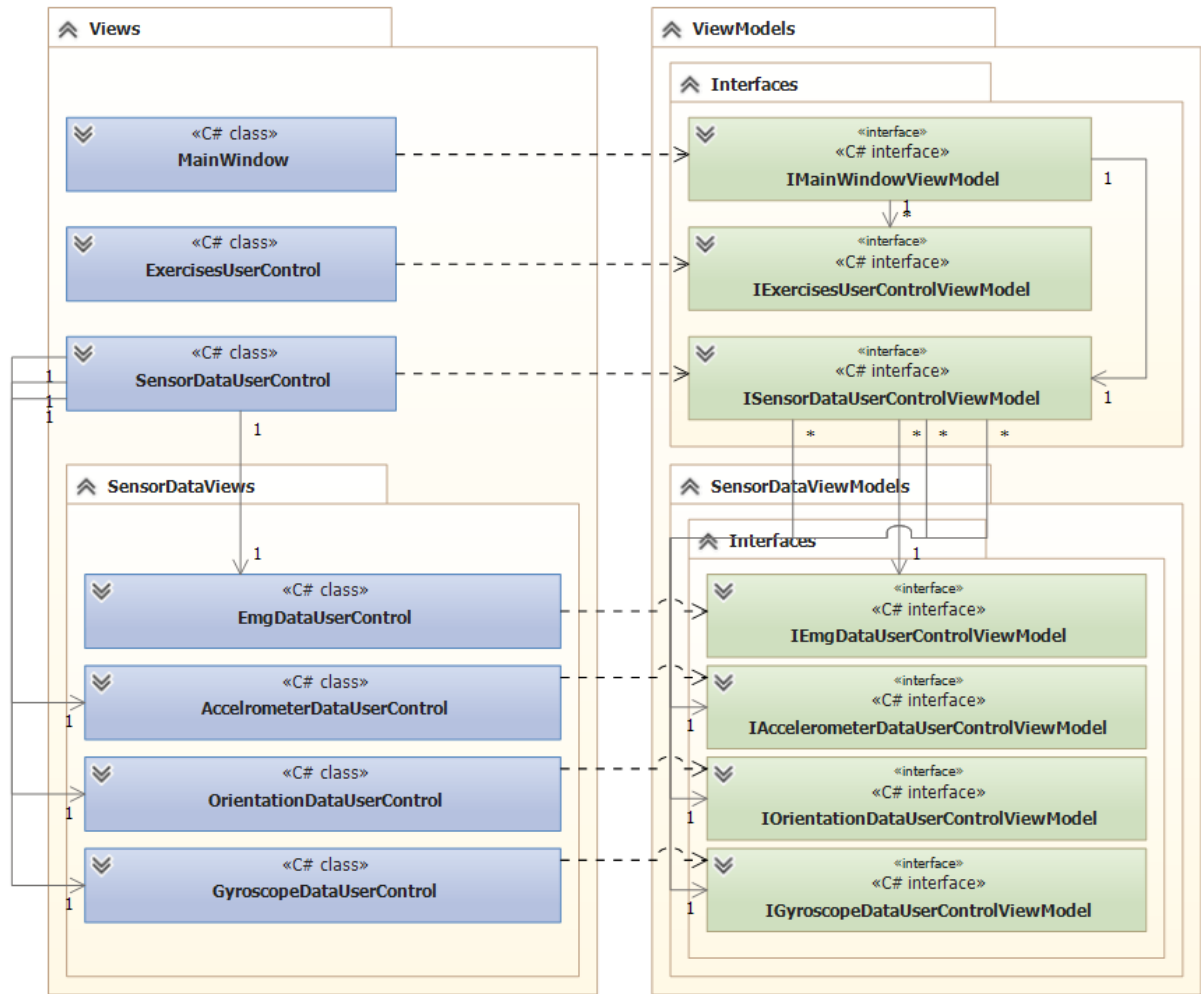 Views
«C# class»
MainWindow
«C# class»
ExercisesUserControl
«C# class»
SensorDataUserControl
1
1
1
1
SensorDataViews
1
«C# class»
EmgDataUserControl
«C# class»
AccelrometerDataUserControl
1
«C# class»
OrientationDataUserControl
1
«C# class»
GyroscopeDataUserControl
1
ViewModels
Interfaces
«interface»
«C# interface»
IMainWindowViewModel
1
1
*
«interface»
«C# interface»
IExercisesUserControlViewModel
«interface»
«C# interface»
ISensorDataUserControlViewModel
1
*
*
*
*
SensorDataViewModels
Interfaces
1
«interface»
«C# interface»
IEmgDataUserControlViewModel
«interface»
«C# interface»
IAccelerometerDataUserControlViewModel
1
«interface»
«C# interface»
IOrientationDataUserControlViewModel
1
«interface»
«C# interface»
IGyroscopeDataUserControlViewModel
1